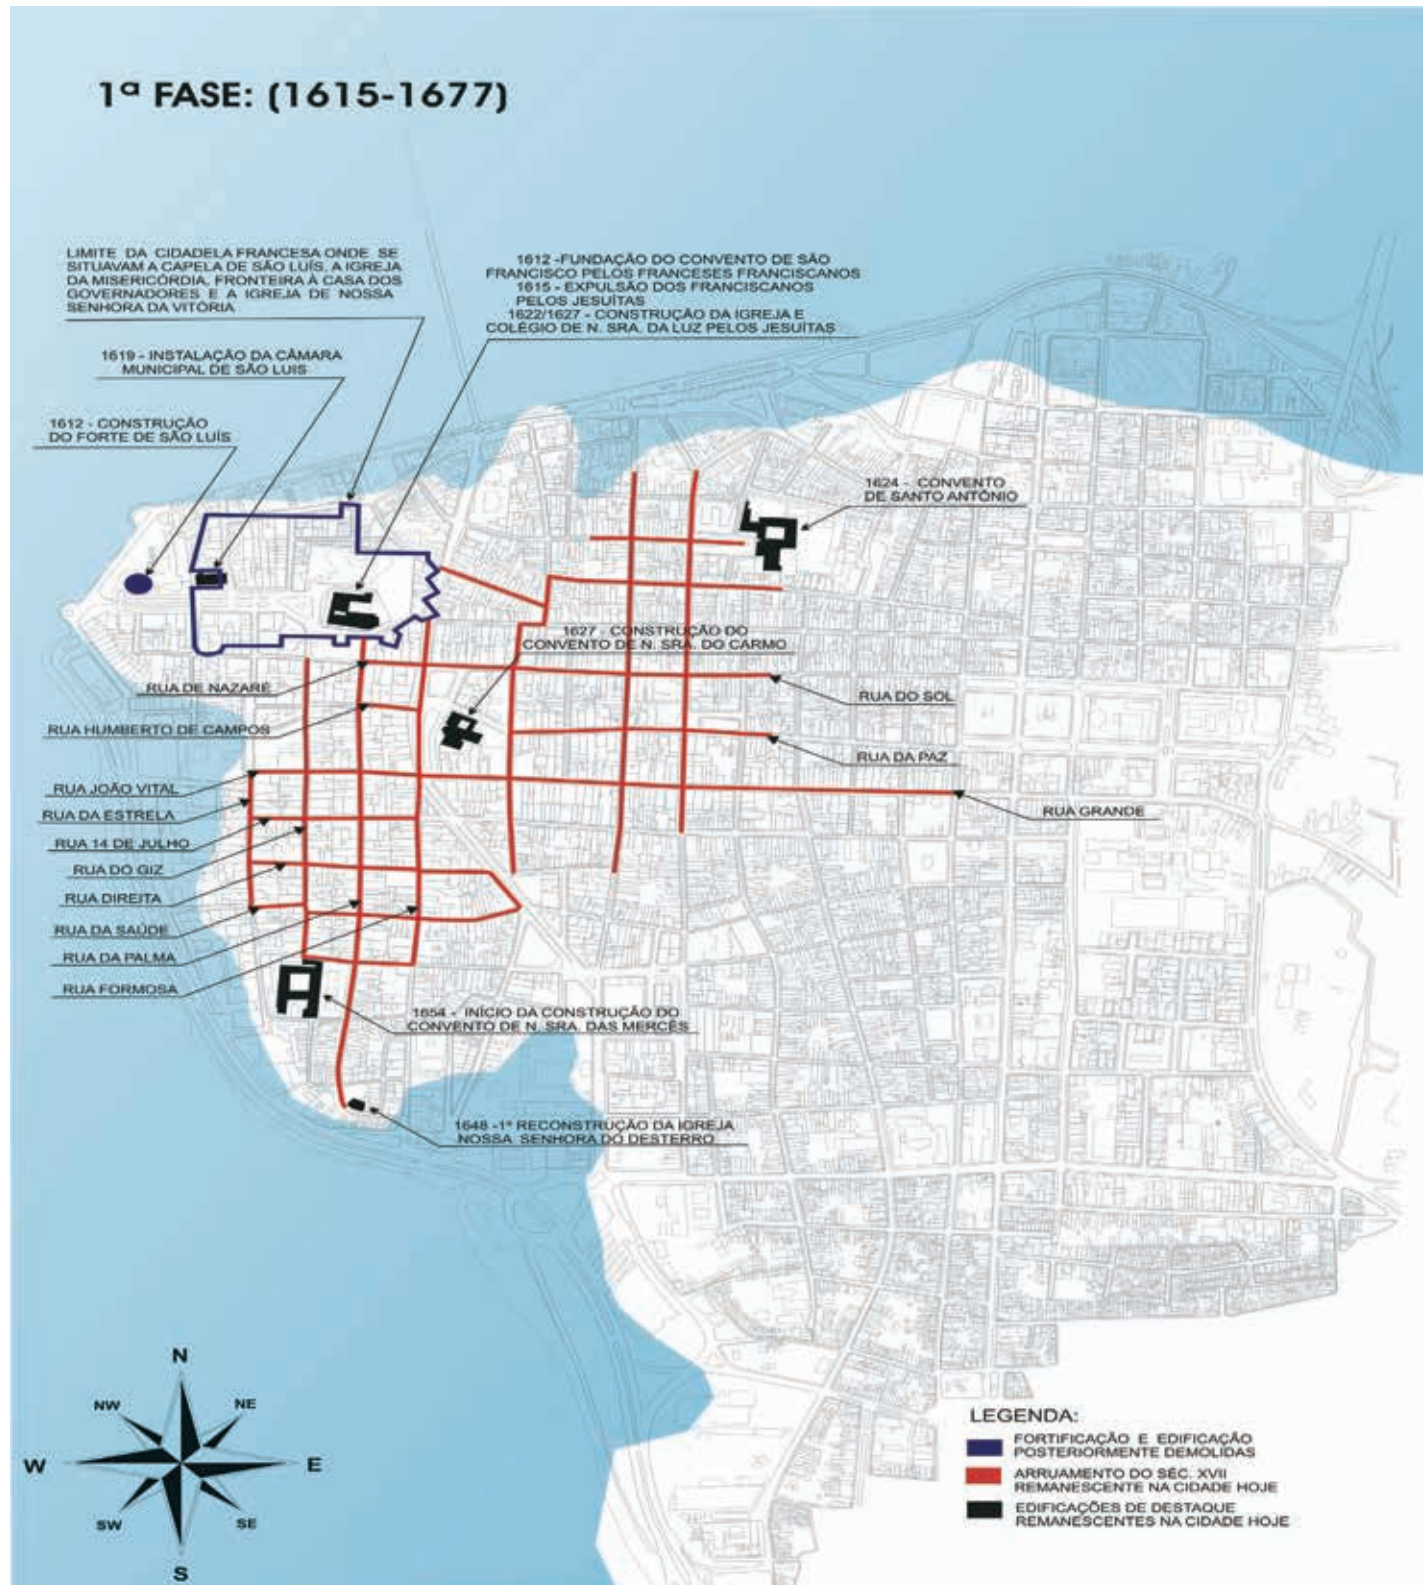 1ª FASE: (1615-1677)
LIMITE DA CIDADELA FRANCESA ONDE SE
SITUAVAM A CAPELA DE SÃO LUÍS, A IGREJA
DA MISERICÓRDIA, FRONTEIRA À CASA DOS
GOVERNADORES E A IGREJA DE NOSSA
SENHORA DA VITÓRIA
1612 -FUNDAÇÃO DO CONVENTO DE SÃO
FRANCISCO PELOS FRANCESES FRANCISCANOS
1615 - EXPULSÃO DOS FRANCISCANOS
PELOS JESUÍTAS
1622/1627 - CONSTRUÇÃO DA IGREJA E
COLÉGIO DE N. SRA. DA LUZ PELOS JESUÍTAS
1619 - INSTALAÇÃO DA CÂMARA
MUNICIPAL DE SÃO LUIS
1612 - CONSTRUÇÃO
DO FORTE DE SÃO LUÍS
1624 - CONVENTO
DE SANTO ANTÔNIO
1627 - CONSTRUÇÃO DO
CONVENTO DE N. SRA. DO CARMO
RUA DE NAZARÉ
RUA DO SOL
RUA HUMBERTO DE CAMPOS
RUA DA PAZ
RUA JOÃO VITAL
RUA GRANDE
RUA DA ESTRELA
RUA 14 DE JULHO
RUA DO GIZ
RUA DIREITA
RUA DA SAÚDE
RUA DA PALMA
RUA FORMOSA
1654 - INÍCIO DA CONSTRUÇÃO DO
CONVENTO DE N. SRA. DAS MERCÊS
1648 -1ª RECONSTRUÇÃO DA IGREJA
NOSSA SENHORA DO DESTERRO
N
NW
NE
W
E
SW
SE
S
LEGENDA:
FORTIFICAÇÃO E EDIFICAÇÃO
POSTERIORMENTE DEMOLIDAS
ARRUAMENTO DO SÉC. XVII
REMANESCENTE NA CIDADE HOJE
EDIFICAÇÕES DE DESTAQUE
REMANESCENTES NA CIDADE HOJE